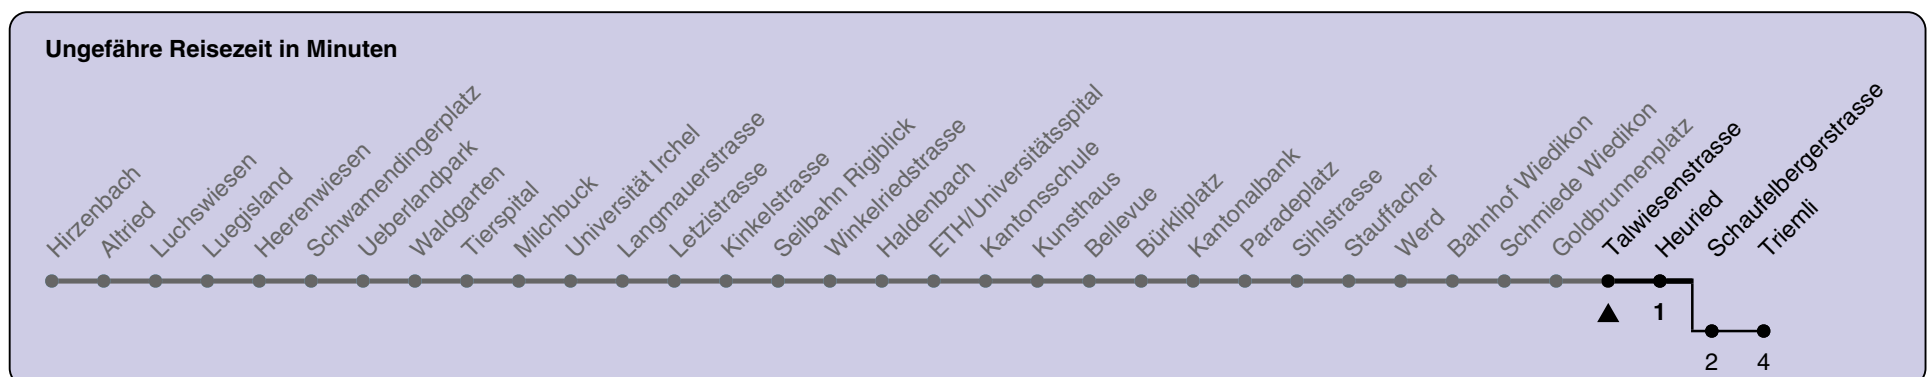 Ungefähre Reisezeit in Minuten
Hirzenbach
Altried
Luchswiesen
Luegisland
Heerenwiesen
Schwamendingerplatz
Ueberlandpark
Waldgarten
Tierspital
Milchbuck
Universität Irchel
Langmauerstrasse
Letzistrasse
Kinkelstrasse
Seilbahn Rigiblick
Winkelriedstrasse
Haldenbach
ETH/Universitätsspital
Kantonsschule
Kunsthaus
Bellevue
Bürkliplatz
Kantonalbank
Paradeplatz
Sihlstrasse
Stauffacher
Werd
Bahnhof Wiedikon
Schmiede Wiedikon
Goldbrunnenplatz
Talwiesenstrasse
Heuried
Schaufelbergerstrasse
Triemli
1
2 4